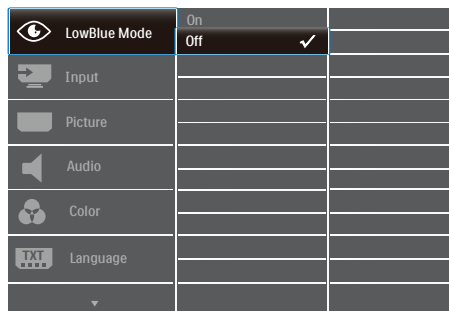 LowBlue Mode
On
Off
Input
Picture
Audio
Color
TXT
Language